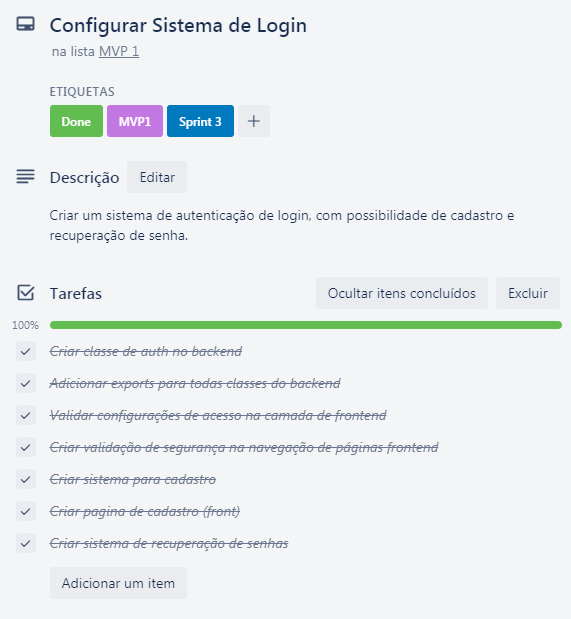 Configurar Sistema de Login
na lista MVP 1
ETIQUETAS
Done MVP1 Sprint 3 +
Descrição Editar
Criar um sistema de autenticação de login, com possibilidade de cadastro e
recuperação de senha.
Tarefas Ocultar itens concluídos Excluir
100%
Criar classe de auth no backend
Adicionar exports para todas classes do backend
Validar configurações de acesso na camada de frontend
Criar validação de segurança na navegação de páginas frontend
Criar sistema para cadastro
Criar pagina de cadastro (front)
Criar sistema de recuperação de senhas
Adicionar um item